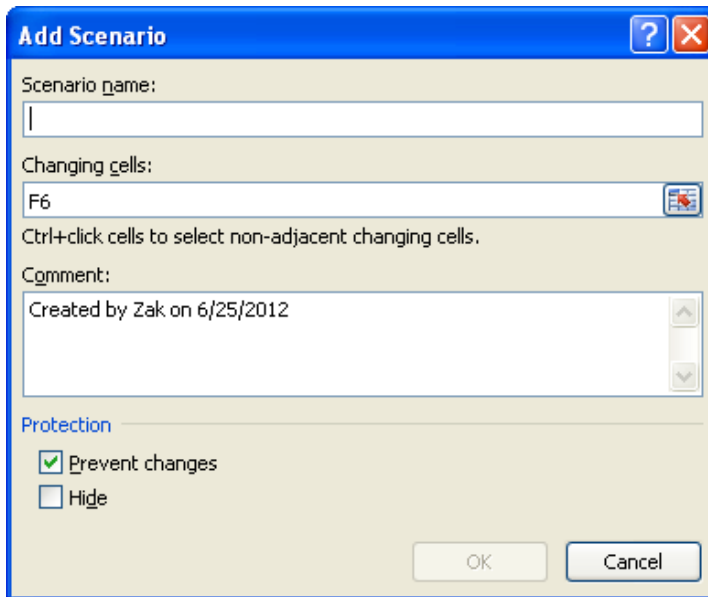 Add Scenario
?
Scenario name:
Changing cells:
F6
Ctrl+click cells to select non-adjacent changing cells.
Comment:
Created by Zak on 6/25/2012
Protection
Prevent changes
Hide
OK
Cancel